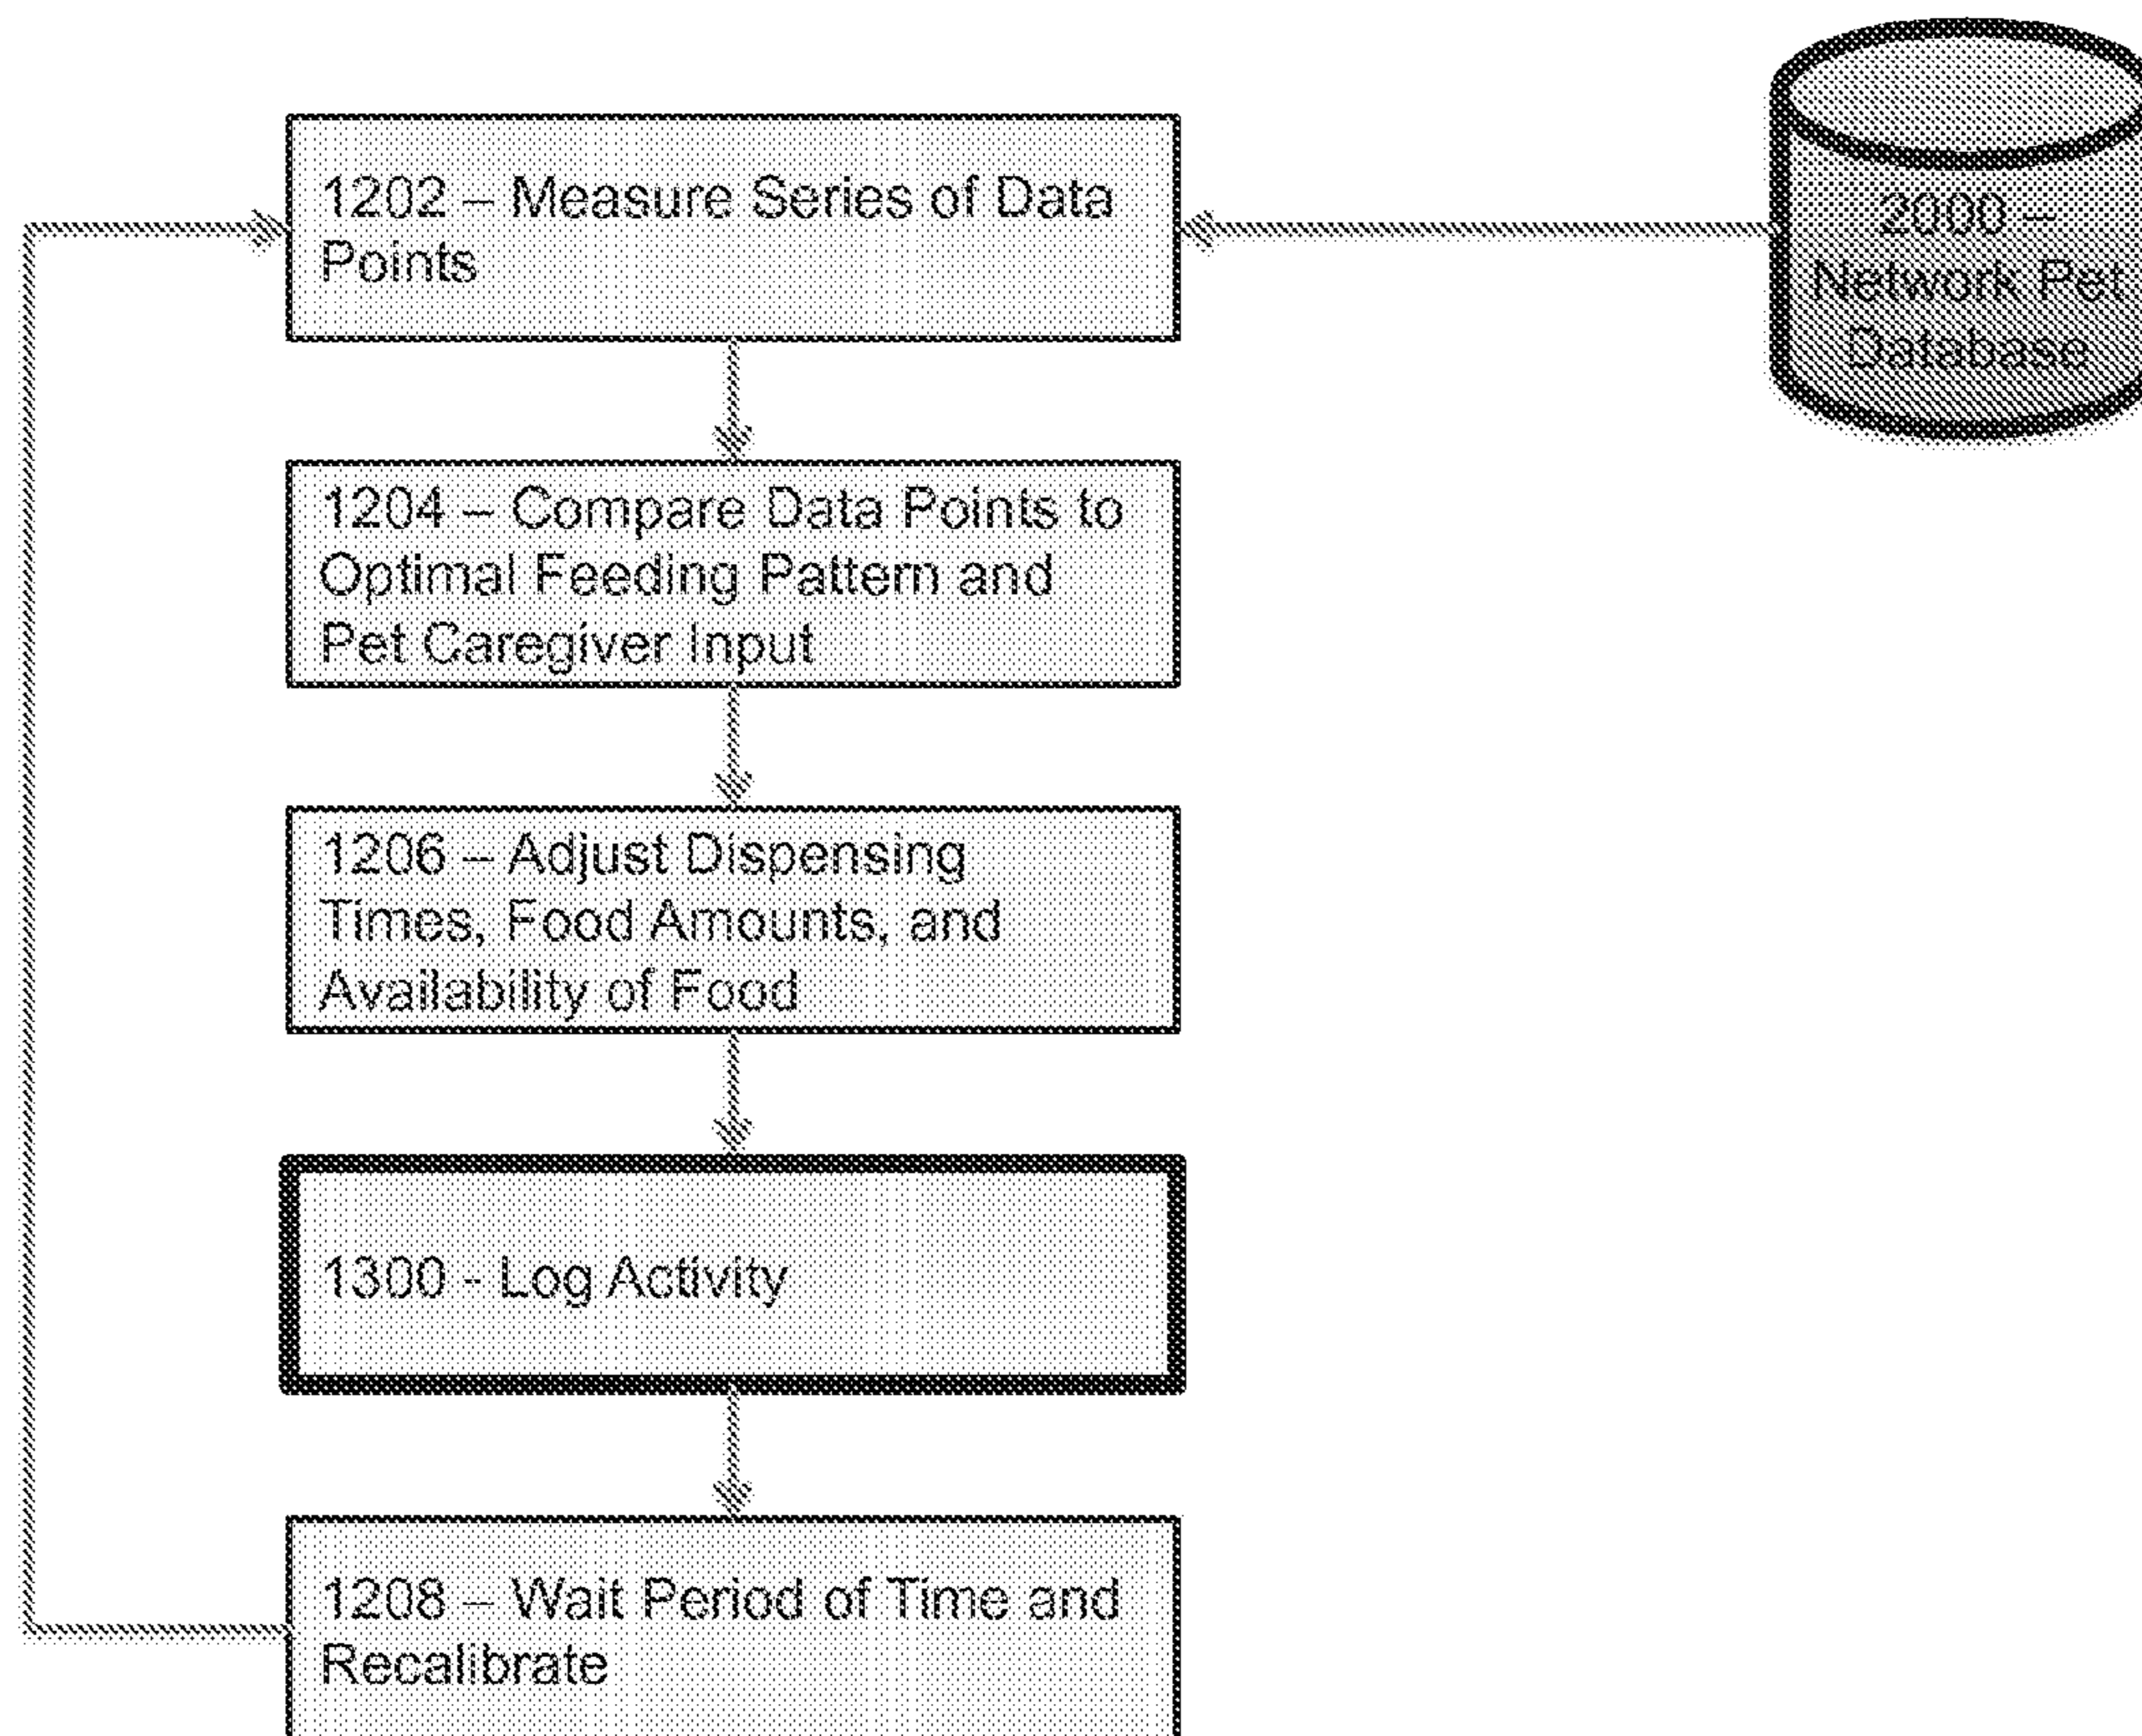 1202 – Measure Series of Data
Points
2000 –
Network Pet
Database
1204 – Compare Data Points to
Optimal Feeding Pattern and
Pet Caregiver Input
1206 – Adjust Dispensing
Times, Food Amounts, and
Availability of Food
1300 - Log Activity
1208 – Wait Period of Time and
Recalibrate